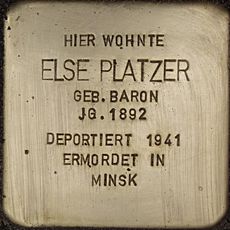 HIER WOHNTE
ELSE PLATZER
GEB. BARON
JG. 1892
DEPORTIERT 1941
ERMORDET IN
MINSK